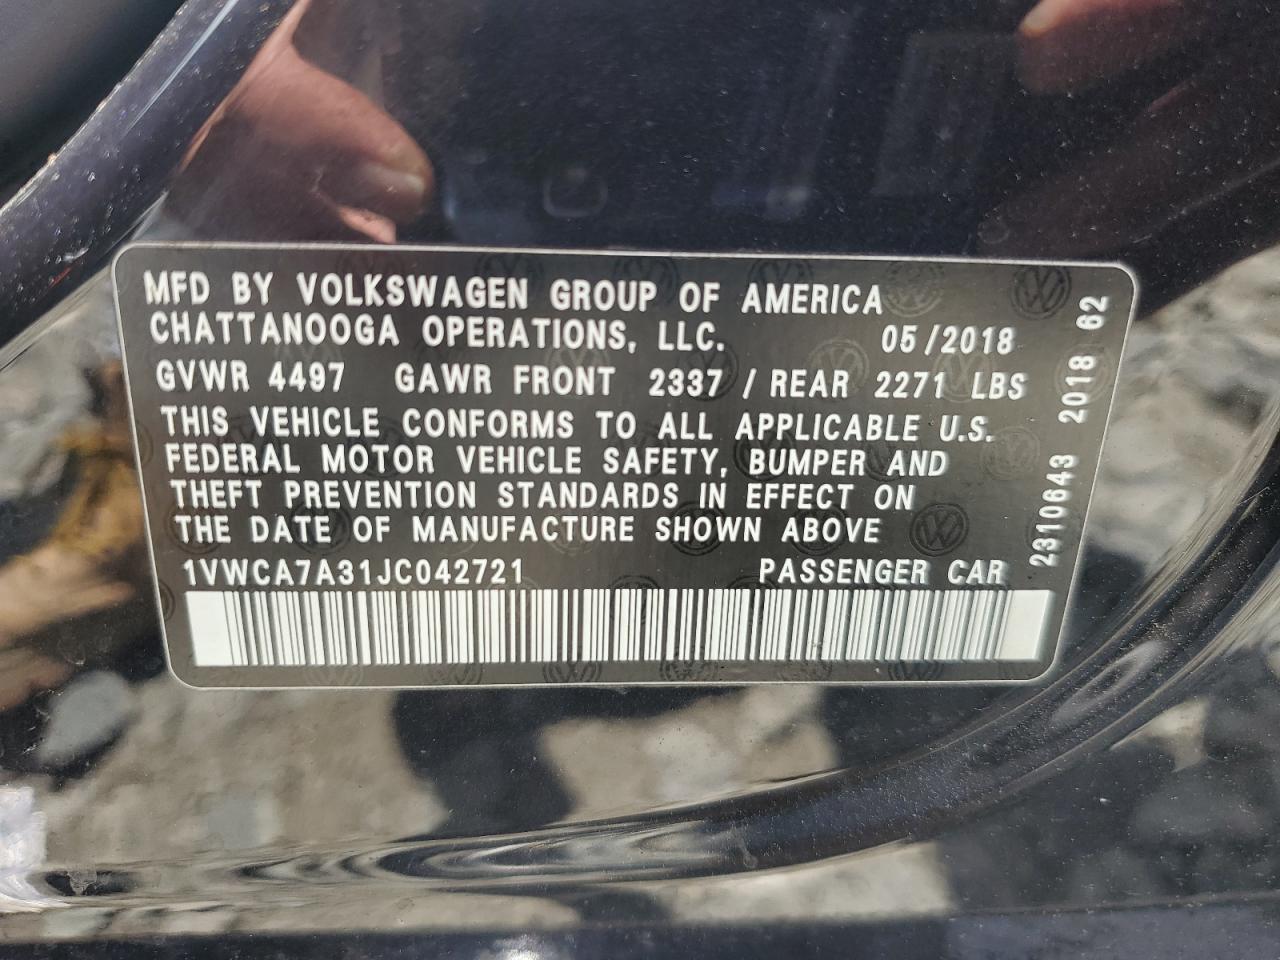 MFD BY VOLKSWAGEN GROUP OF AMERICA
CHATTANOOGA OPERATIONS, LLC. 05/2018
GVWR 4497 GAWR FRONT 2337 / REAR 2271 LBS
THIS VEHICLE CONFORMS TO ALL APPLICABLE U.S.
FEDERAL MOTOR VEHICLE SAFETY, BUMPER AND
THEFT PREVENTION STANDARDS IN EFFECT ON
THE DATE OF MANUFACTURE SHOWN ABOVE
1VWCA7A31JC042721 PASSENGER CAR
2310643 2018 62